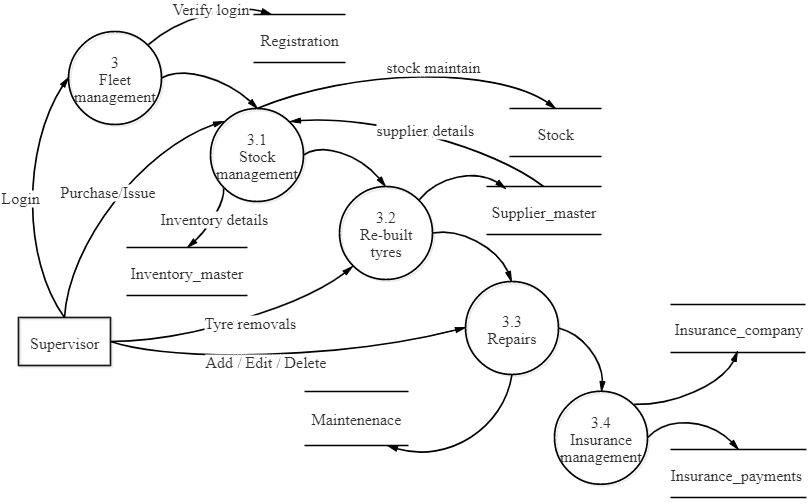 Verify login
Registration
3
Fleet
management
stock maintain
Stock
supplier details
3.1
Stock
management
Login
Purchase/Issue
Inventory details
Supplier_master
3.2
Re-built
tyres
Inventory_master
Tyre removals
Supervisor
3.3
Repairs
Insurance_company
Add / Edit / Delete
Maintenenace
3.4
Insurance
management
Insurance_payments